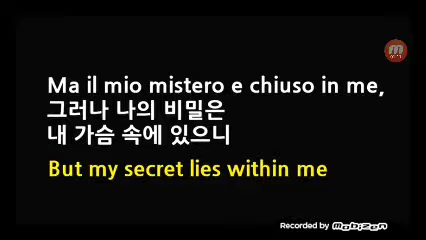 Ma il mio mistero e chiuso in me,
그러나 나의 비밀은
내 가슴 속에 있으니
But my secret lies within me
Recorded by mobizen